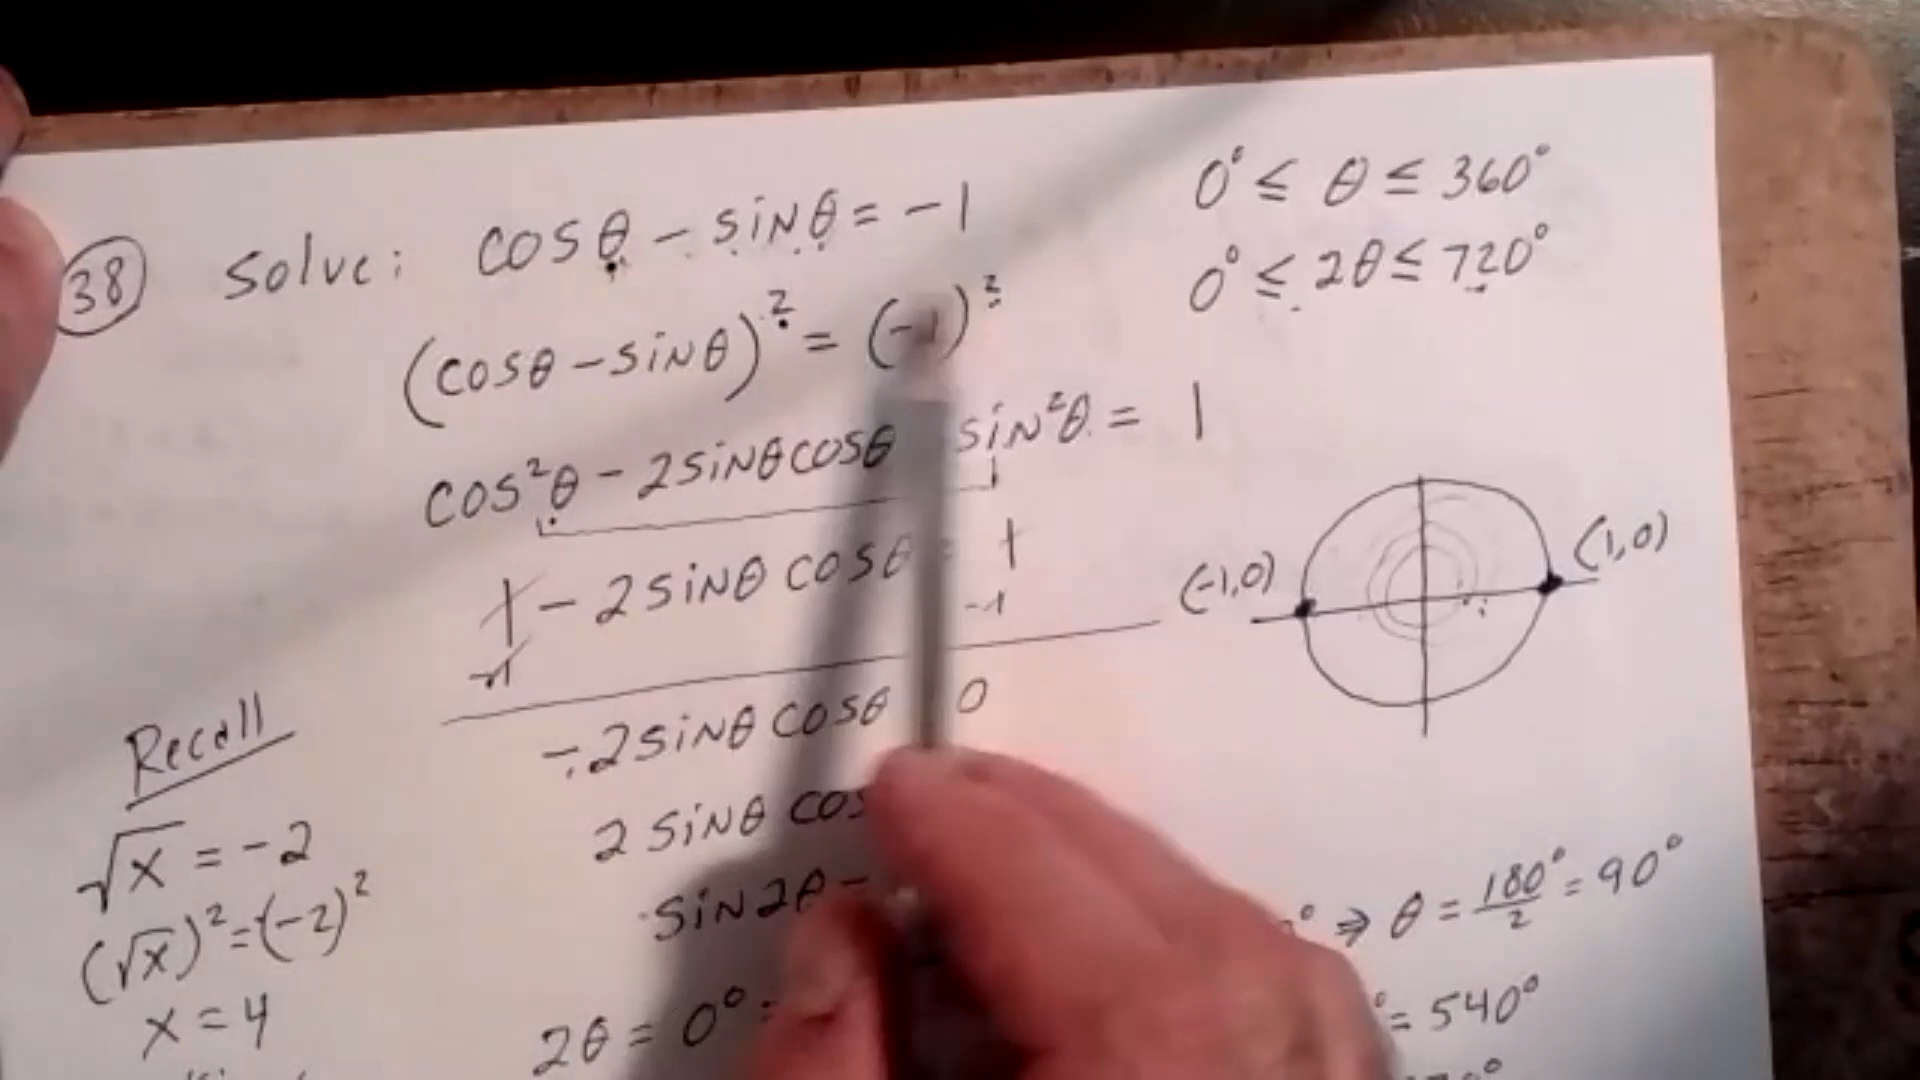 38 Solve: cosθ - sinθ = -1
0° ≤ θ ≤ 360°
0° ≤ 2θ ≤ 720°
(cosθ - sinθ)² = (-1)²
cos²θ - 2sinθcosθ sin²θ = 1
1 - 2sinθ cosθ = 1
-1 -1
-2sinθ cosθ 0
2 sinθ cos
sin2θ =
2θ = 0°
(-1,0) (1,0)
⇒ θ = 180°/2 = 90°
= 540°
Recall
√x = -2
(√x)² = (-2)²
x = 4